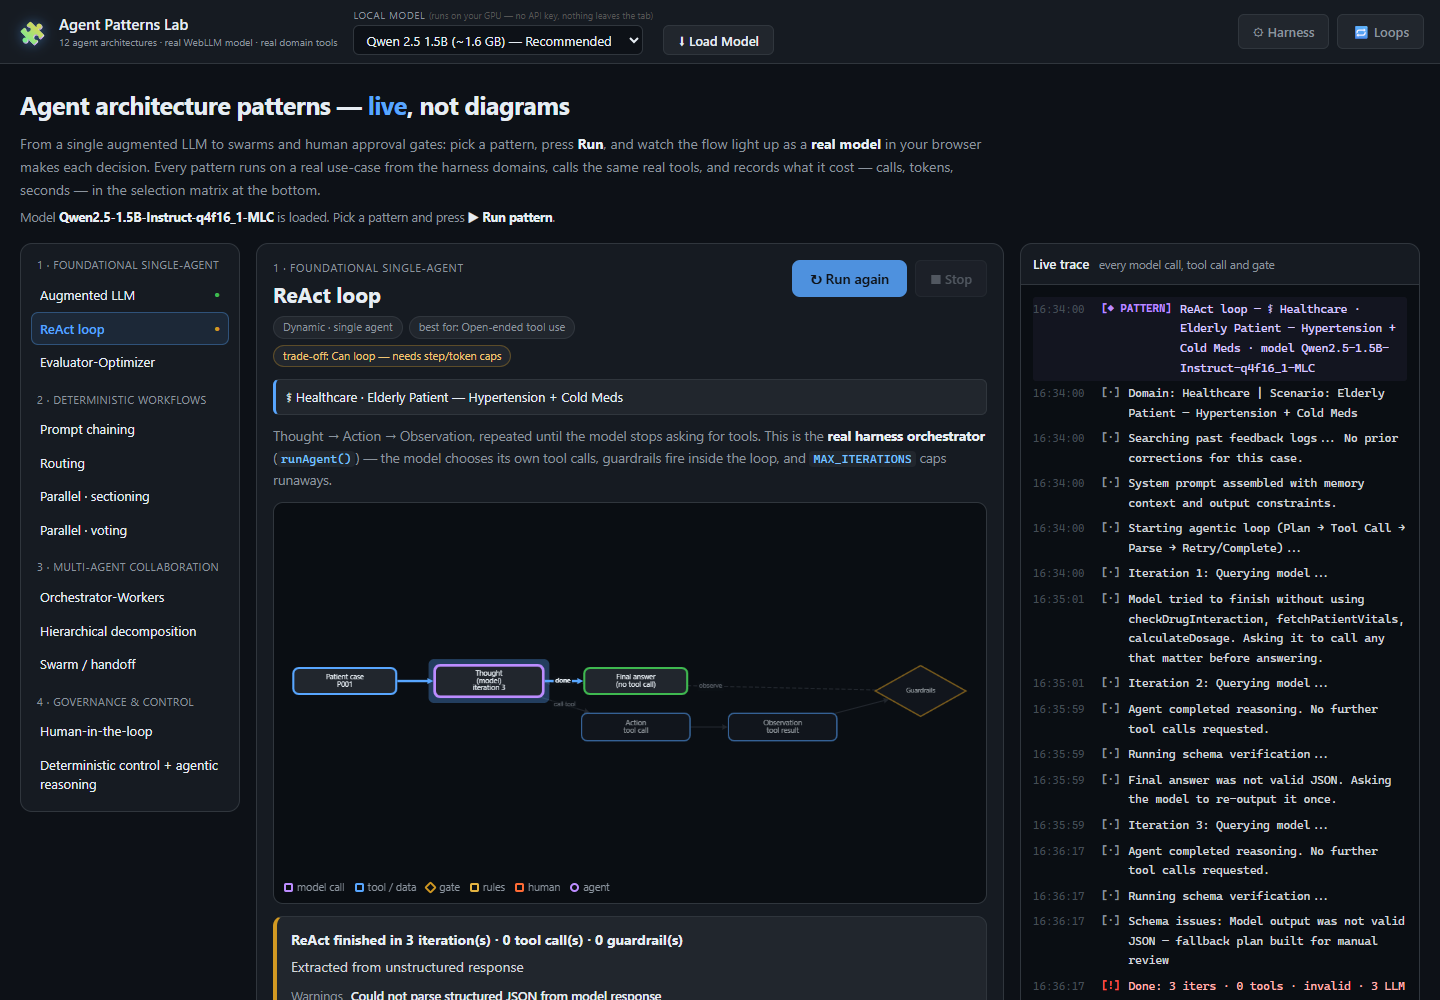 Agent Patterns Lab
12 agent architectures · real WebLLM model · real domain tools
LOCAL MODEL (runs on your GPU — no API key, nothing leaves the tab)
Qwen 2.5 1.5B (~1.6 GB) — Recommended
⬇ Load Model
⚙ Harness
🔁 Loops
Agent architecture patterns — live, not diagrams
From a single augmented LLM to swarms and human approval gates: pick a pattern, press Run, and watch the flow light up as a real model in your browser
makes each decision. Every pattern runs on a real use-case from the harness domains, calls the same real tools, and records what it cost — calls, tokens,
seconds — in the selection matrix at the bottom.
Model Qwen2.5-1.5B-Instruct-q4f16_1-MLC is loaded. Pick a pattern and press ▶ Run pattern.
1 · FOUNDATIONAL SINGLE-AGENT
Augmented LLM
ReAct loop
Evaluator-Optimizer
2 · DETERMINISTIC WORKFLOWS
Prompt chaining
Routing
Parallel · sectioning
Parallel · voting
3 · MULTI-AGENT COLLABORATION
Orchestrator-Workers
Hierarchical decomposition
Swarm / handoff
4 · GOVERNANCE & CONTROL
Human-in-the-loop
Deterministic control + agentic
reasoning
1 · FOUNDATIONAL SINGLE-AGENT
ReAct loop
↻ Run again
■ Stop
Dynamic · single agent
best for: Open-ended tool use
trade-off: Can loop — needs step/token caps
⚕ Healthcare · Elderly Patient — Hypertension + Cold Meds
Thought → Action → Observation, repeated until the model stops asking for tools. This is the real harness orchestrator
( runAgent() ) — the model chooses its own tool calls, guardrails fire inside the loop, and MAX_ITERATIONS caps
runaways.
Patient case
P001
Thought
(model)
iteration 3
done
Final answer
(no tool call)
observe
Guardrails
call tool
Action
tool call
Observation
tool result
model call
tool / data
gate
rules
human
agent
ReAct finished in 3 iteration(s) · 0 tool call(s) · 0 guardrail(s)
Extracted from unstructured response
Warnings Could not parse structured JSON from model response
Live trace every model call, tool call and gate
16:34:00 [◆ PATTERN] ReAct loop — ⚕ Healthcare ·
Elderly Patient — Hypertension +
Cold Meds · model Qwen2.5-1.5B-
Instruct-q4f16_1-MLC
16:34:00 [·] Domain: Healthcare | Scenario: Elderly
Patient — Hypertension + Cold Meds
16:34:00 [·] Searching past feedback logs... No prior
corrections for this case.
16:34:00 [·] System prompt assembled with memory
context and output constraints.
16:34:00 [·] Starting agentic loop (Plan → Tool Call →
Parse → Retry/Complete)...
16:34:00 [·] Iteration 1: Querying model...
16:35:01 [·] Model tried to finish without using
checkDrugInteraction, fetchPatientVitals,
calculateDosage. Asking it to call any
that matter before answering.
16:35:01 [·] Iteration 2: Querying model...
16:35:59 [·] Agent completed reasoning. No further
tool calls requested.
16:35:59 [·] Running schema verification...
16:35:59 [·] Final answer was not valid JSON. Asking
the model to re-output it once.
16:35:59 [·] Iteration 3: Querying model...
16:36:17 [·] Agent completed reasoning. No further
tool calls requested.
16:36:17 [·] Running schema verification...
16:36:17 [·] Schema issues: Model output was not valid
JSON — fallback plan built for manual
review
16:36:17 [!] Done: 3 iters · 0 tools · invalid · 3 LLM